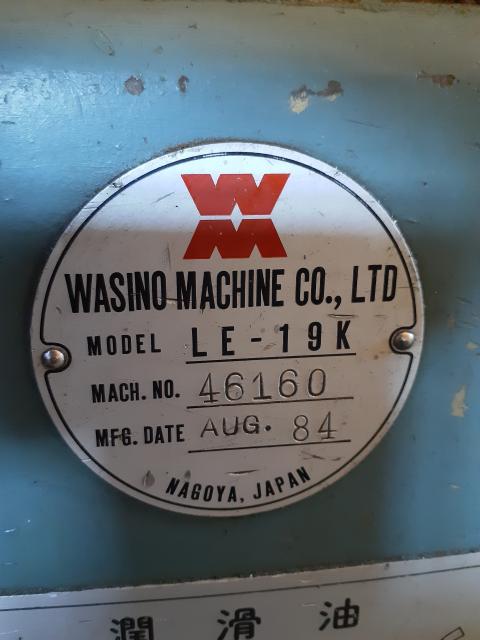 WASINO MACHINE CO., LTD
MODEL LE-19K
MACH. NO. 46160
MFG. DATE AUG. 84
NAGOYA, JAPAN
潤滑油